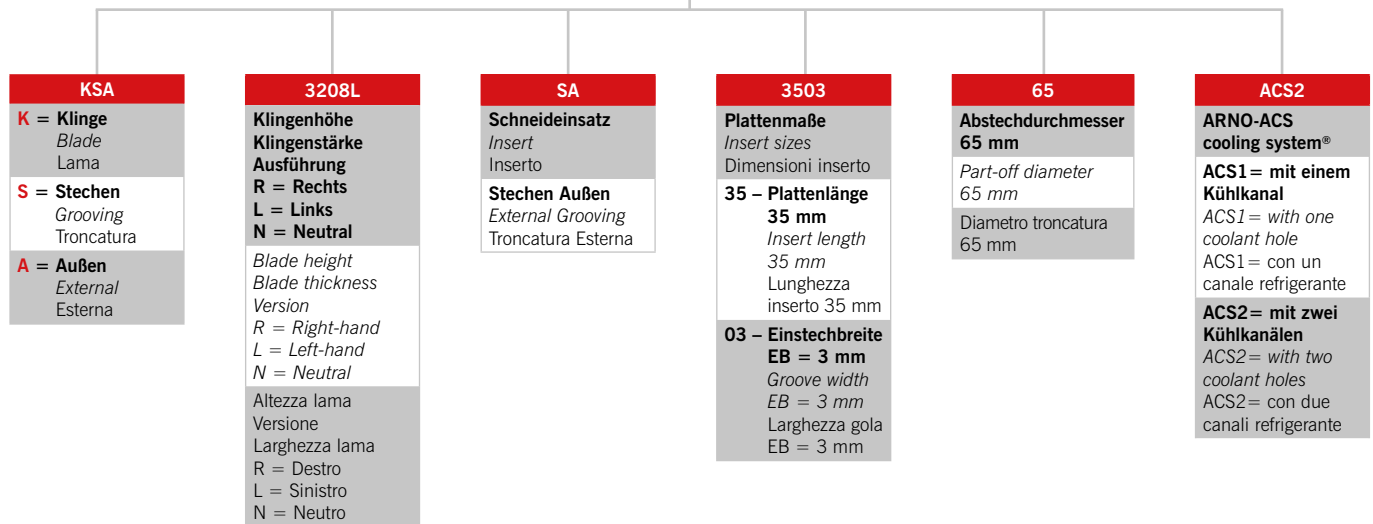 KSA
K = Klinge
Blade
Lama
S = Stechen
Grooving
Troncatura
A = Außen
External
Esterna
3208L
Klingenhöhe
Klingenstärke
Ausführung
R = Rechts
L = Links
N = Neutral
Blade height
Blade thickness
Version
R = Right-hand
L = Left-hand
N = Neutral
Altezza lama
Versione
Larghezza lama
R = Destro
L = Sinistro
N = Neutro
SA
Schneideinsatz
Insert
Inserto
Stechen Außen
External Grooving
Troncatura Esterna
3503
Plattenmaße
Insert sizes
Dimensioni inserto
35 – Plattenlänge
35 mm
Insert length
35 mm
Lunghezza
inserto 35 mm
03 – Einstechbreite
EB = 3 mm
Groove width
EB = 3 mm
Larghezza gola
EB = 3 mm
65
Abstechdurchmesser
65 mm
Part-off diameter
65 mm
Diametro troncatura
65 mm
ACS2
ARNO-ACS
cooling system®
ACS1= mit einem
Kühlkanal
ACS1= with one
coolant hole
ACS1= con un
canale refrigerante
ACS2= mit zwei
Kühlkanälen
ACS2= with two
coolant holes
ACS2= con due
canali refrigerante